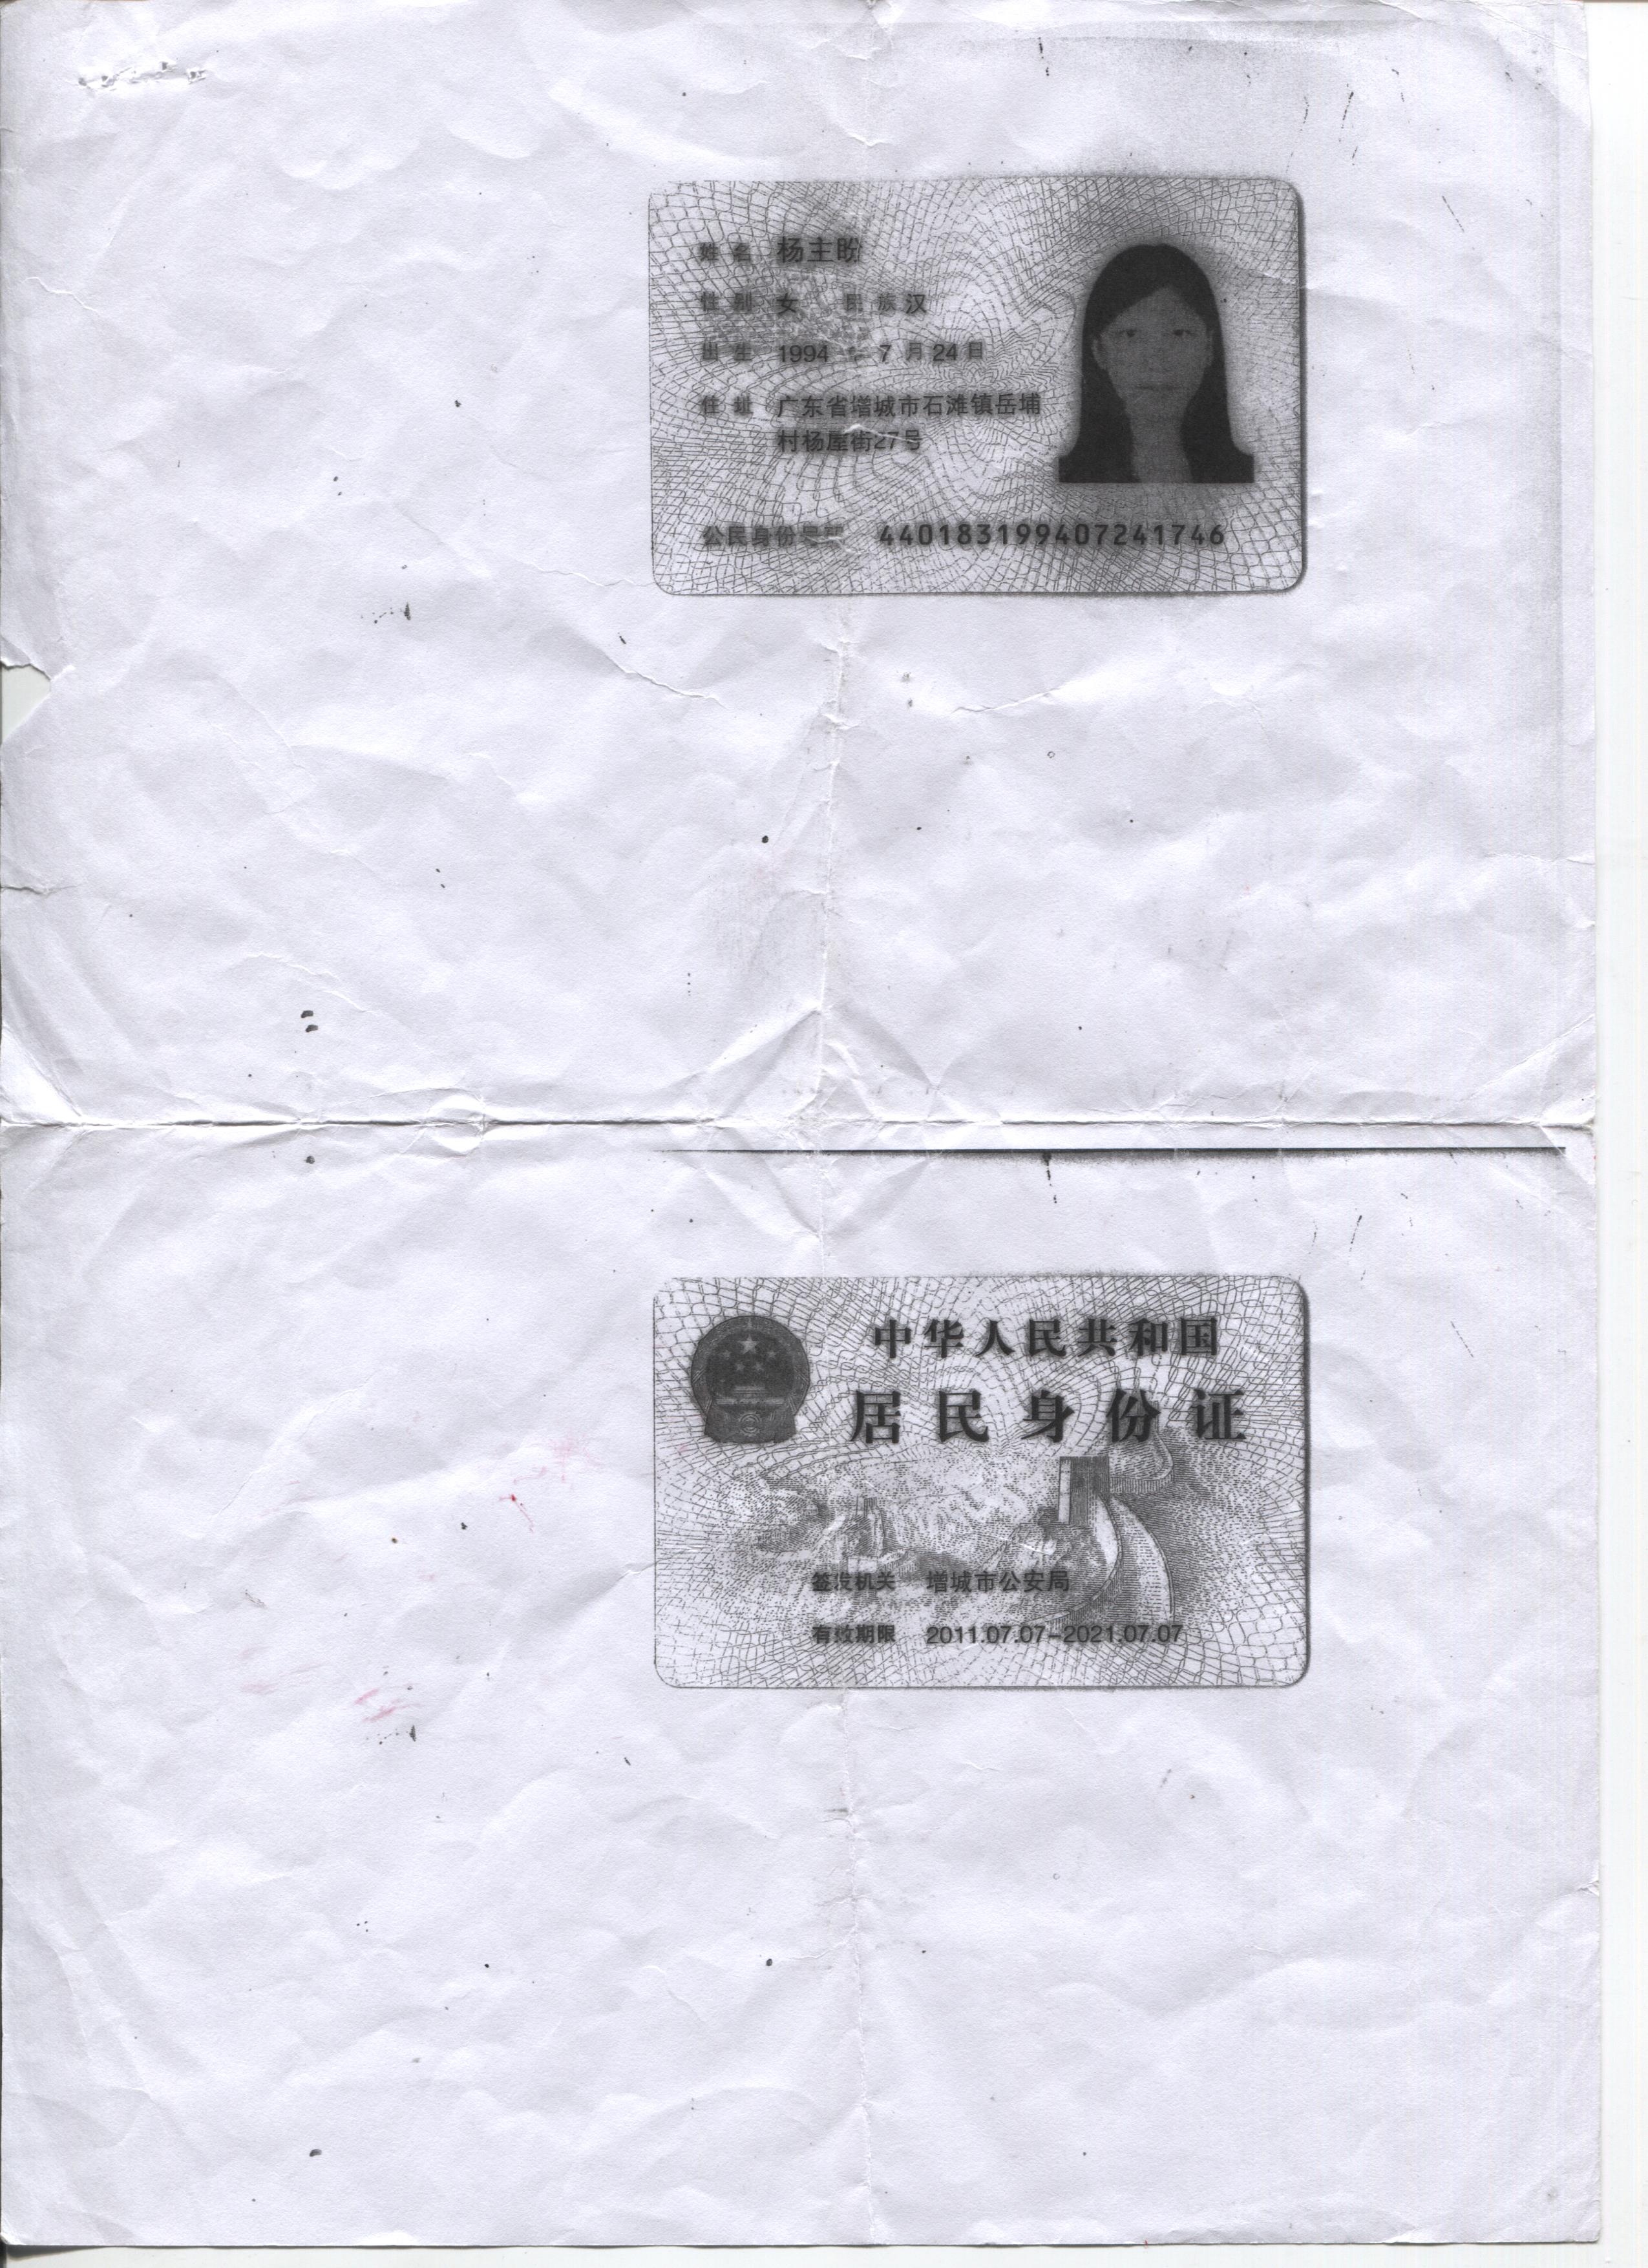 姓名 杨主盼
性别 女 民族 汉
出生 1994 年 7 月 24 日
住址 广东省增城市石滩镇岳埔
村杨屋街27号
公民身份号码 440183199407241746
中华人民共和国
居民身份证
签发机关 增城市公安局
有效期限 2011.07.07-2021.07.07